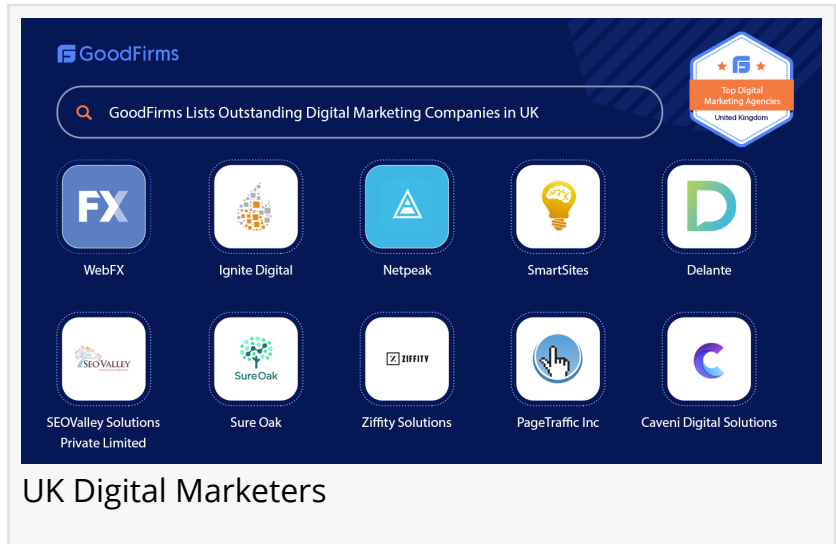 GoodFirms
Top Digital
Marketing Agencies
United Kingdom
GoodFirms Lists Outstanding Digital Marketing Companies in UK
FX
WebFX
Ignite Digital
Netpeak
SmartSites
Delante
SEO VALLEY
SureOak
ZIFFITY
SEOValley Solutions
Private Limited
Sure Oak
Ziffity Solutions
PageTraffic Inc
Caveni Digital Solutions
UK Digital Marketers